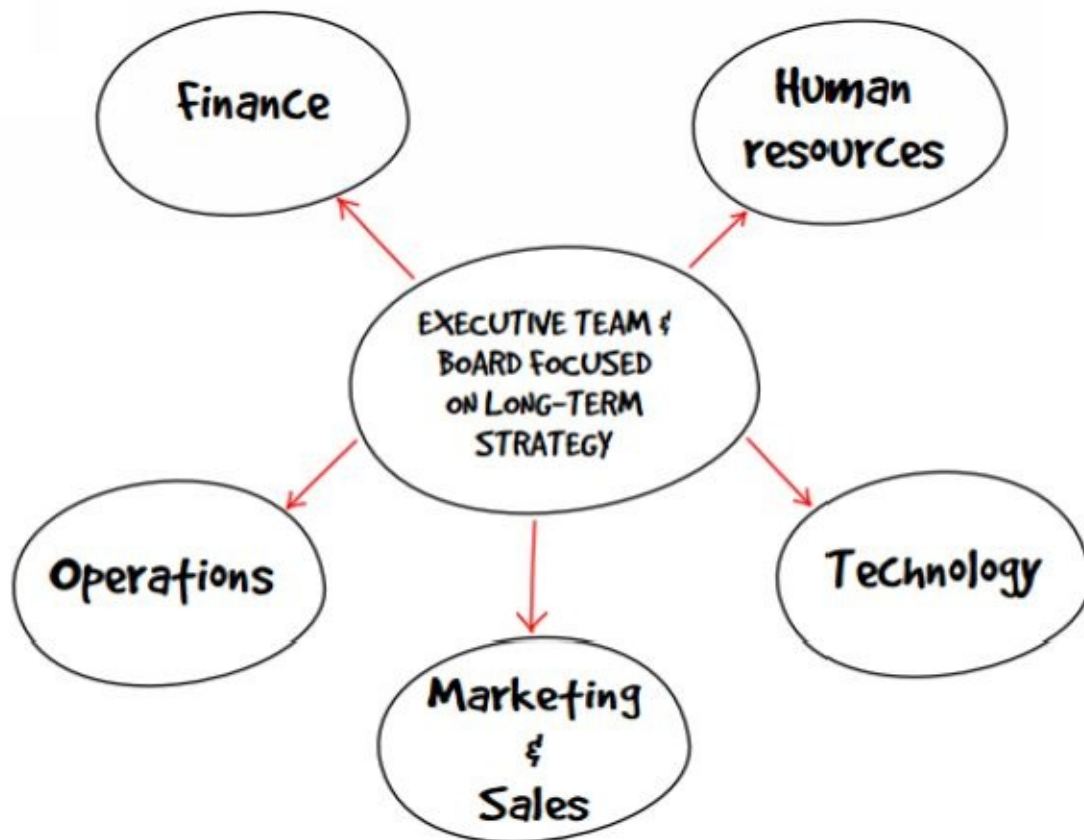 Finance
Human
resources
EXECUTIVE TEAM &
BOARD FOCUSED
ON LONG-TERM
STRATEGY
Operations
Technology
Marketing
&
Sales